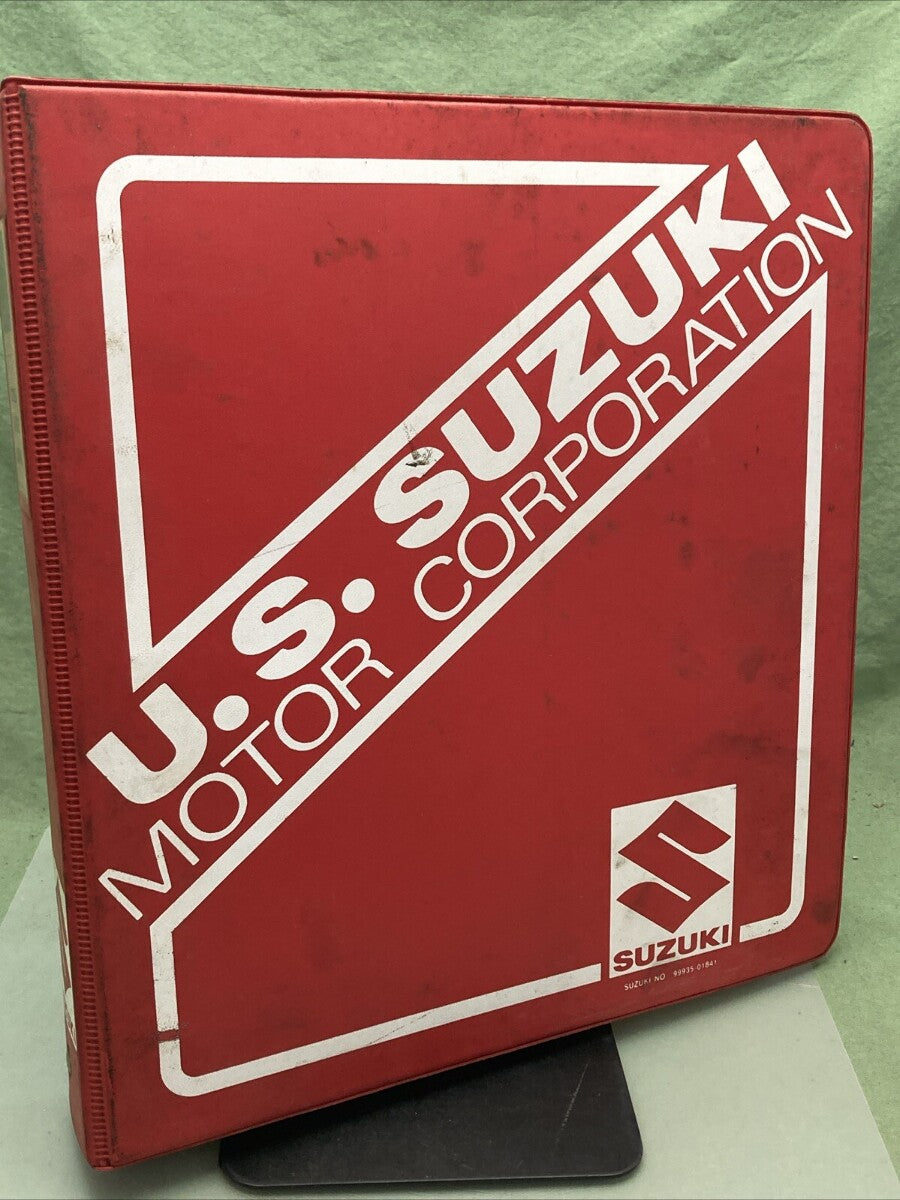 U.S. SUZUKI
MOTOR CORPORATION
SUZUKI
SUZUKI NO. 99935-01841